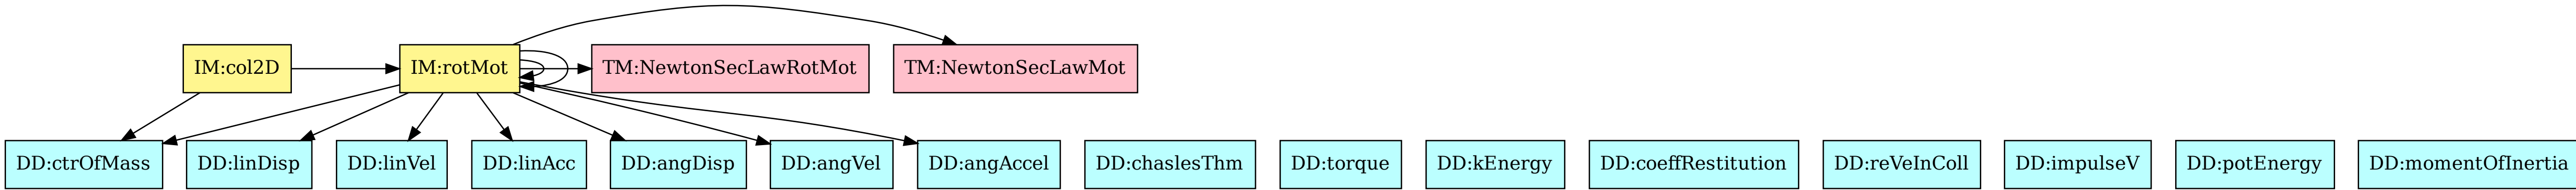 IM:col2D
IM:rotMot
TM:NewtonSecLawRotMot
TM:NewtonSecLawMot
DD:ctrOfMass
DD:linDisp
DD:linVel
DD:linAcc
DD:angDisp
DD:angVel
DD:angAccel
DD:chaslesThm
DD:torque
DD:kEnergy
DD:coeffRestitution
DD:reVeInColl
DD:impulseV
DD:potEnergy
DD:momentOfInertia